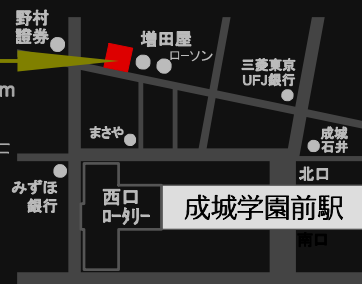 野村
證券
増田屋
ローソン
三菱東京
UFJ銀行
m
まさや
成城
石井
みずほ
銀行
西口
ロータリー
北口
成城学園前駅
南口